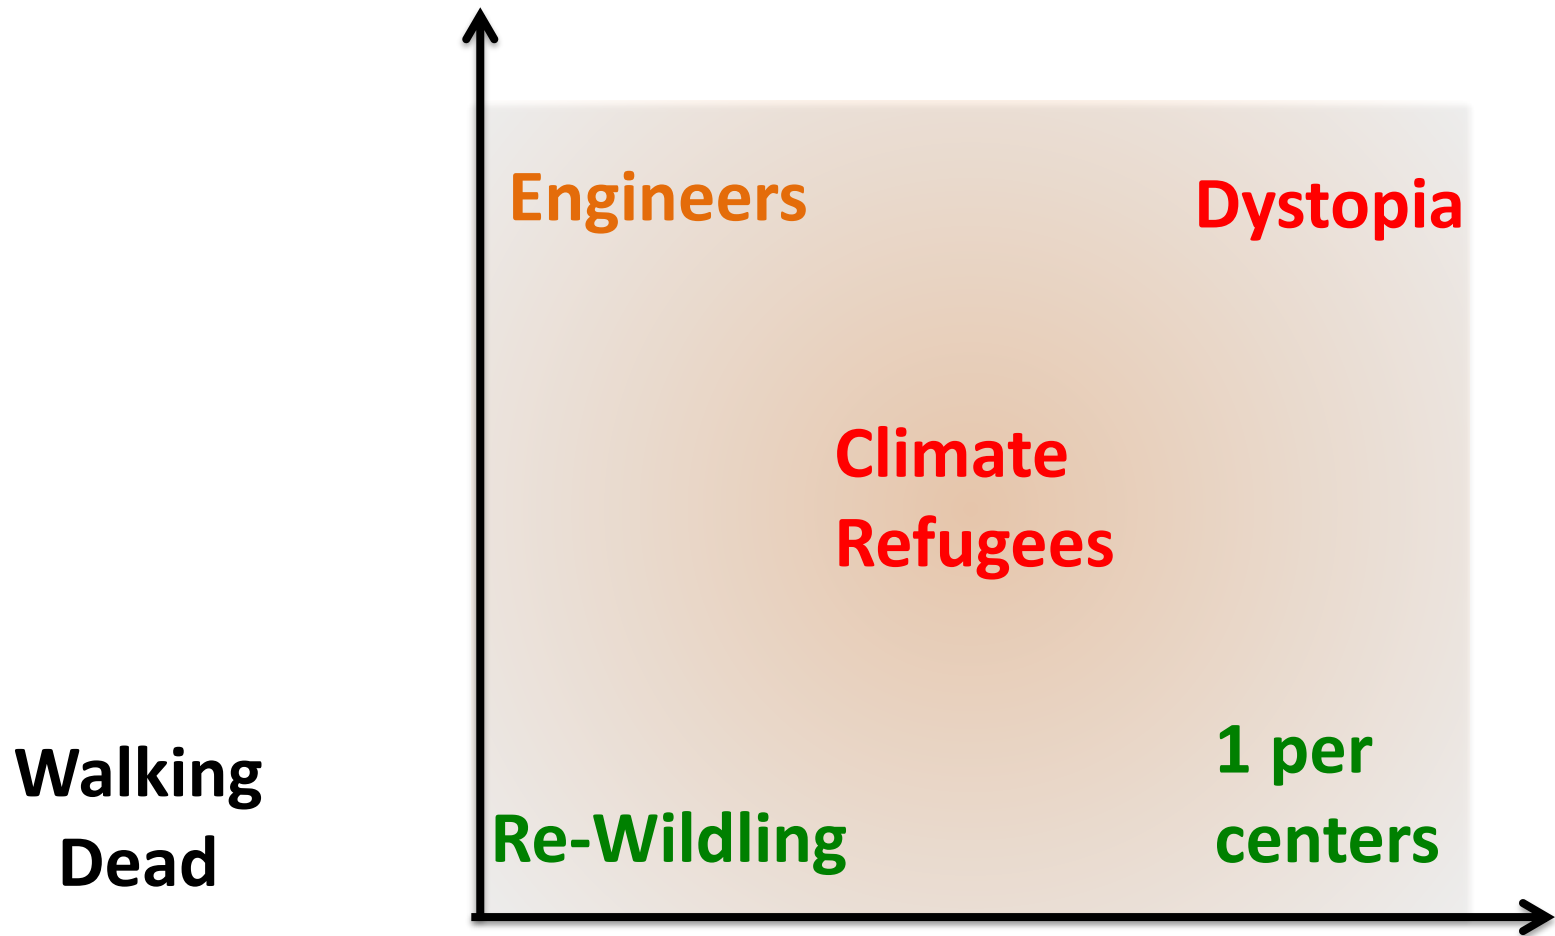 Engineers
Dystopia
Climate
Refugees
1 per
centers
Re-Wildling
Walking
Dead